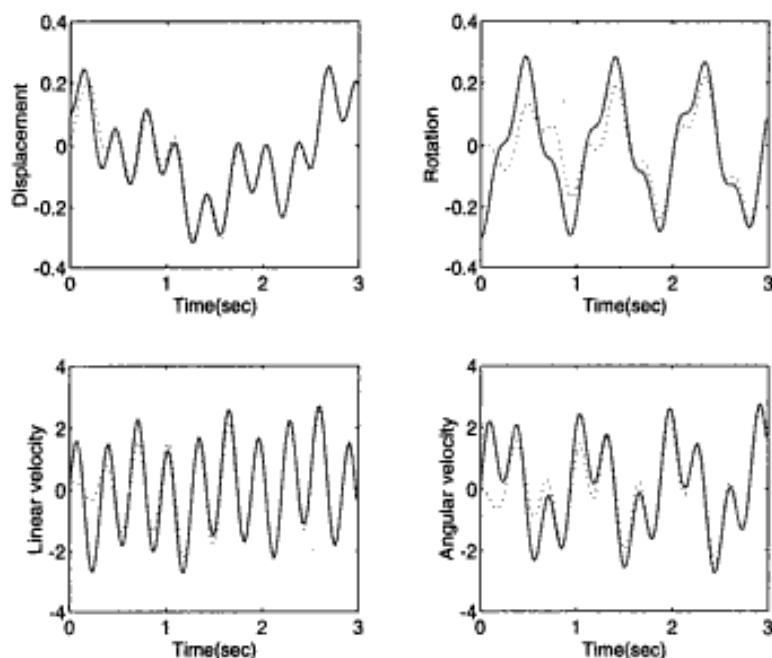 0.4
0.2
0
-0.2
-0.4
Displacement
0 1 2 3
Time(sec)
0.4
0.2
0
-0.2
-0.4
Rotation
0 1 2 3
Time(sec)
4
2
0
-2
-4
Linear velocity
0 1 2 3
Time(sec)
4
2
0
-2
-4
Angular velocity
0 1 2 3
Time(sec)